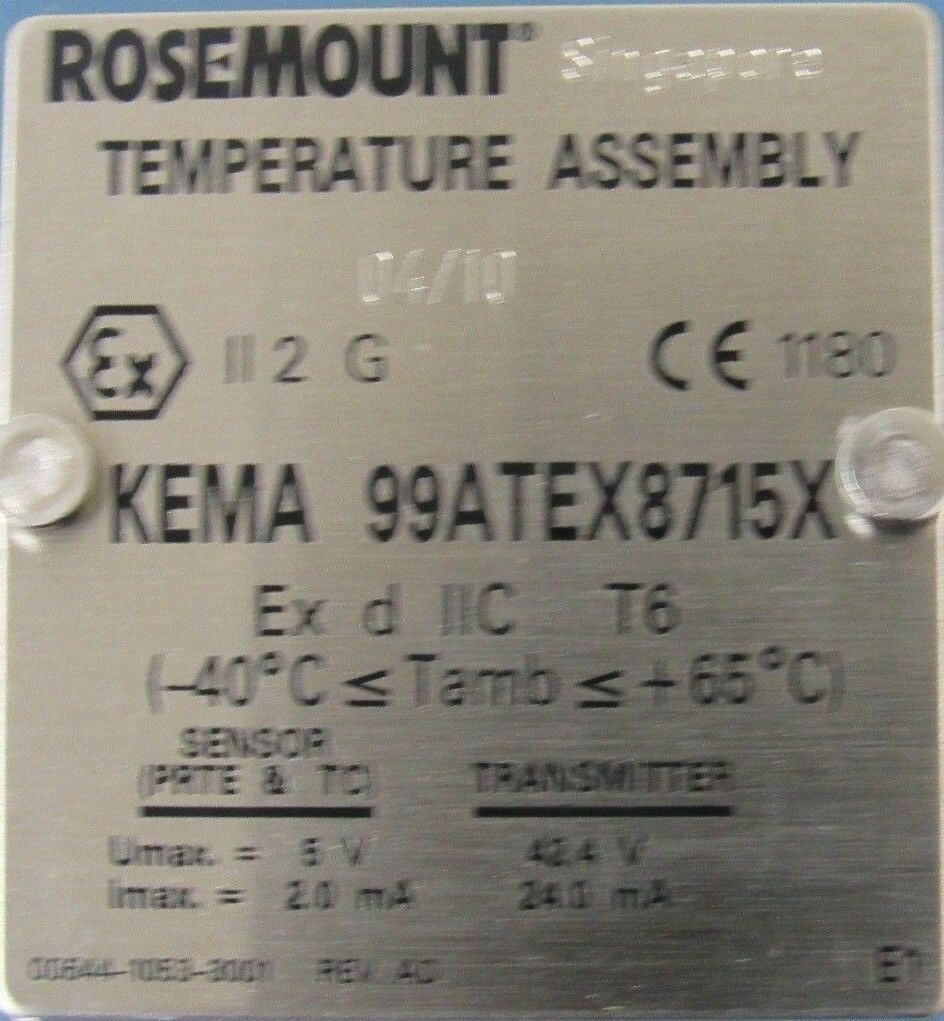 ROSEMOUNT® Singapore
TEMPERATURE ASSEMBLY
04/10
Ex II 2 G CE 1180
KEMA 99ATEX8715X
Ex d IIC T6
(-40°C ≤ Tamb ≤ +65°C)
SENSOR
(PRTE & TC) TRANSMITTER
Umax. = 5 V 42.4 V
Imax. = 2.0 mA 24.0 mA
00644-1053-3001 REV. E1